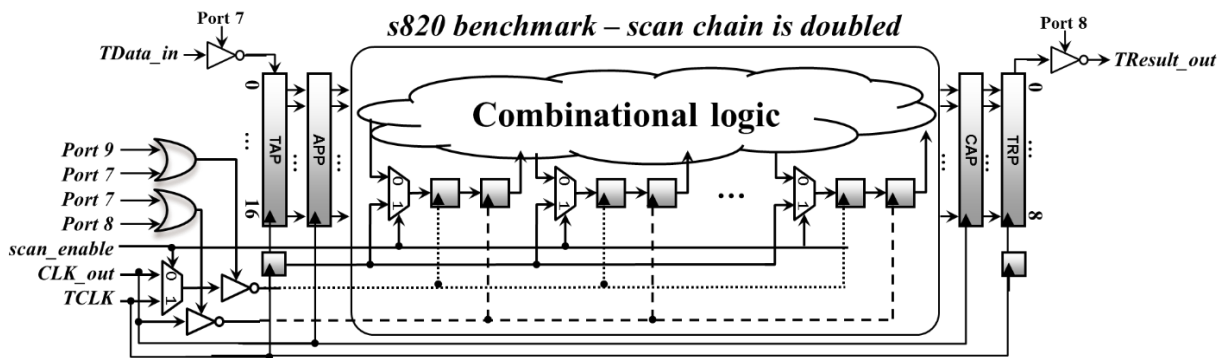 s820 benchmark – scan chain is doubled
Port 7
TData_in
Port 8
TResult_out
0
...
16
TAP
APP
...
...
Combinational logic
CAP
TRP
...
...
0
...
8
Port 9
Port 7
Port 7
Port 8
scan_enable
CLK_out
TCLK
0
1
0
1
0
1
...
0
1